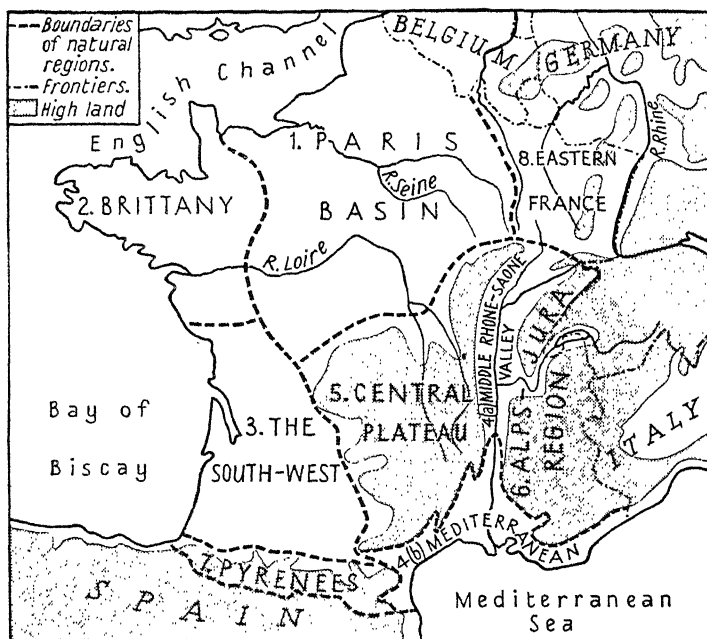 Boundaries
of natural
regions.
Frontiers.
High land
English Channel
BELGIUM
GERMANY
1. PARIS
BASIN
R. Seine
8. EASTERN
FRANCE
R. Rhine
2. BRITTANY
R. Loire
4(a) MIDDLE RHONE-SAONE
VALLEY
JURA
5. CENTRAL
PLATEAU
6. ALPS-
REGION
ITALY
Bay of
Biscay
3. THE
SOUTH-WEST
4(b) MEDITERRANEAN
7. PYRENEES
SPAIN
Mediterranean
Sea